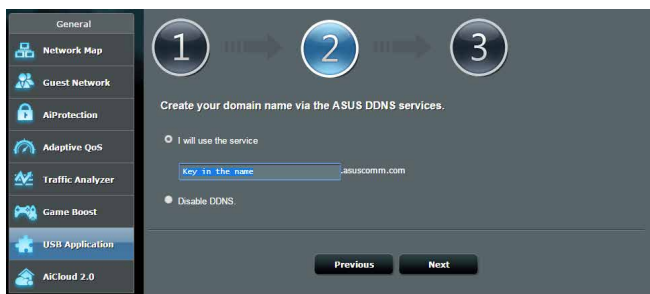 General
Network Map
Guest Network
AiProtection
Adaptive QoS
Traffic Analyzer
Game Boost
USB Application
AiCloud 2.0
1
2
3
Create your domain name via the ASUS DDNS services.
I will use the service
Key in the name .asuscomm.com
Disable DDNS.
Previous Next